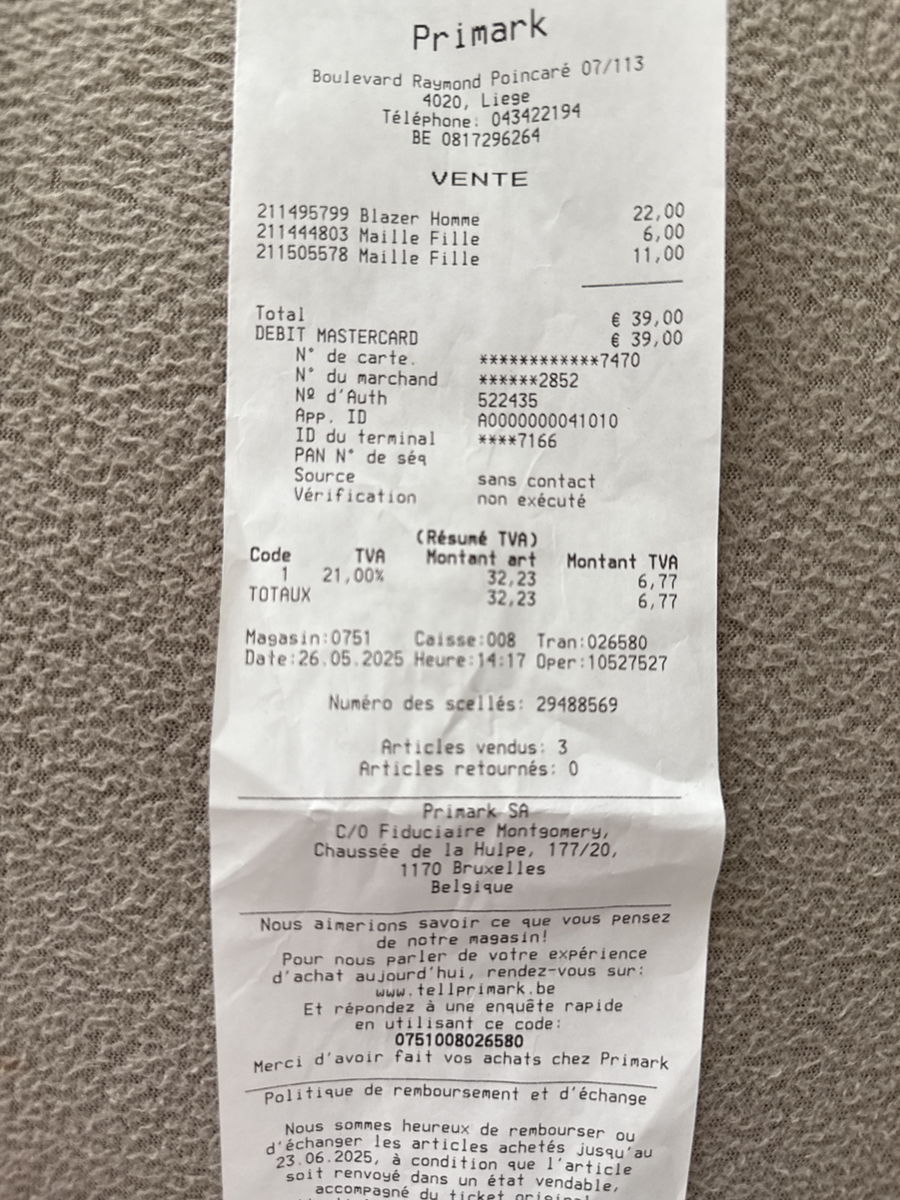 Primark
Boulevard Raymond Poincaré 07/113
4020, Liege
Téléphone: 043422194
BE 0817296264
VENTE
211495799 Blazer Homme 22,00
211444803 Maille Fille 6,00
211505578 Maille Fille 11,00
Total € 39,00
DEBIT MASTERCARD € 39,00
N° de carte. ************7470
N° du marchand ******2852
Nº d'Auth 522435
App. ID A0000000041010
ID du terminal ****7166
PAN N° de séq
Source sans contact
Vérification non exécuté
(Résumé TVA)
Code TVA Montant art Montant TVA
1 21,00% 32,23 6,77
TOTAUX 32,23 6,77
Magasin:0751 Caisse:008 Tran:026580
Date:26.05.2025 Heure:14:17 Oper:10527527
Numéro des scellés: 29488569
Articles vendus: 3
Articles retournés: 0
Primark SA
C/O Fiduciaire Montgomery,
Chaussée de la Hulpe, 177/20,
1170 Bruxelles
Belgique
Nous aimerions savoir ce que vous pensez
de notre magasin!
Pour nous parler de votre expérience
d'achat aujourd'hui, rendez-vous sur:
www.tellprimark.be
Et répondez à une enquête rapide
en utilisant ce code:
0751008026580
Merci d'avoir fait vos achats chez Primark
Politique de remboursement et d'échange
Nous sommes heureux de rembourser ou
d'échanger les articles achetés jusqu'au
23.06.2025, à condition que l'article
soit renvoyé dans un état vendable,
accompagné du ticket original